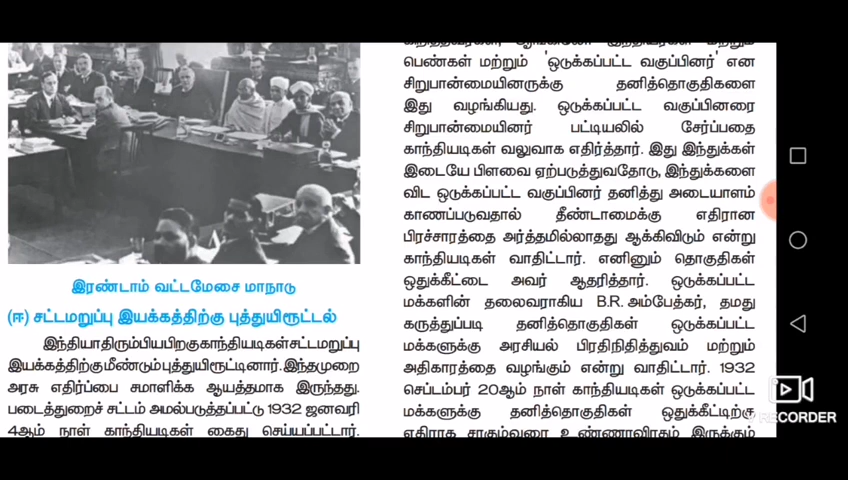 இரண்டாம் வட்டமேசை மாநாடு
(ஈ) சட்டமறுப்பு இயக்கத்திற்கு புத்துயிரூட்டல்
இந்தியாதிரும்பியபிறகுகாந்தியடிகள்சட்டமறுப்பு
இயக்கத்திற்குமீண்டும்புத்துயிரூட்டினார்.இந்தமுறை
அரசு எதிர்ப்பை சமாளிக்க ஆயத்தமாக இருந்தது.
படைத்துறைச் சட்டம் அமல்படுத்தப்பட்டு 1932 ஜனவரி
4ஆம் நாள் காந்தியடிகள் கைது செய்யப்பட்டார்.
பெண்கள் மற்றும் 'ஒடுக்கப்பட்ட வகுப்பினர்' என
சிறுபான்மையினருக்கு தனித்தொகுதிகளை
இது வழங்கியது. ஒடுக்கப்பட்ட வகுப்பினரை
சிறுபான்மையினர் பட்டியலில் சேர்ப்பதை
காந்தியடிகள் வலுவாக எதிர்த்தார். இது இந்துக்கள்
இடையே பிளவை ஏற்படுத்துவதோடு, இந்துக்களை
விட ஒடுக்கப்பட்ட வகுப்பினர் தனித்து அடையாளம்
காணப்படுவதால் தீண்டாமைக்கு எதிரான
பிரச்சாரத்தை அர்த்தமில்லாதது ஆக்கிவிடும் என்று
காந்தியடிகள் வாதிட்டார். எனினும் தொகுதிகள்
ஒதுக்கீட்டை அவர் ஆதரித்தார். ஒடுக்கப்பட்ட
மக்களின் தலைவராகிய B.R. அம்பேத்கர், தமது
கருத்துப்படி தனித்தொகுதிகள் ஒடுக்கப்பட்ட
மக்களுக்கு அரசியல் பிரதிநிதித்துவம் மற்றும்
அதிகாரத்தை வழங்கும் என்று வாதிட்டார். 1932
செப்டம்பர் 20ஆம் நாள் காந்தியடிகள் ஒடுக்கப்பட்ட
மக்களுக்கு தனித்தொகுதிகள் ஒதுக்கீட்டிற்கு
எதிராக சாகும்வரை உண்ணாவிரதம் இருக்கும்
RECORDER